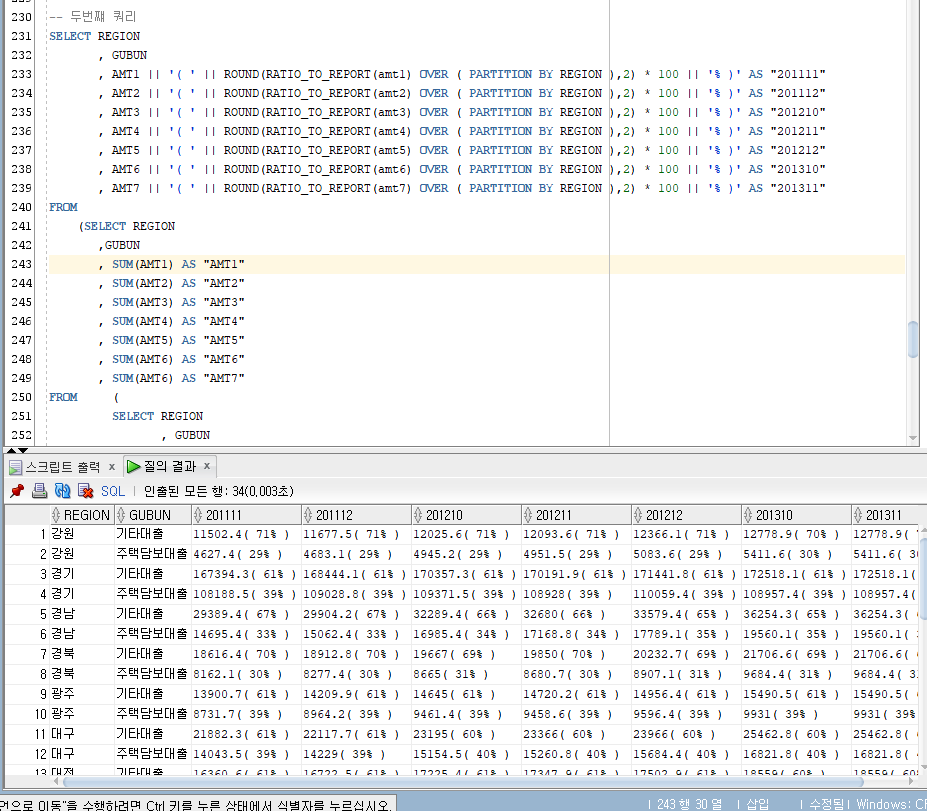 230 -- 두번째 쿼리
231 SELECT REGION
232 , GUBUN
233 , AMT1 || '( ' || ROUND(RATIO_TO_REPORT(amt1) OVER ( PARTITION BY REGION ),2) * 100 || '% )' AS "201111"
234 , AMT2 || '( ' || ROUND(RATIO_TO_REPORT(amt2) OVER ( PARTITION BY REGION ),2) * 100 || '% )' AS "201112"
235 , AMT3 || '( ' || ROUND(RATIO_TO_REPORT(amt3) OVER ( PARTITION BY REGION ),2) * 100 || '% )' AS "201210"
236 , AMT4 || '( ' || ROUND(RATIO_TO_REPORT(amt4) OVER ( PARTITION BY REGION ),2) * 100 || '% )' AS "201211"
237 , AMT5 || '( ' || ROUND(RATIO_TO_REPORT(amt5) OVER ( PARTITION BY REGION ),2) * 100 || '% )' AS "201212"
238 , AMT6 || '( ' || ROUND(RATIO_TO_REPORT(amt6) OVER ( PARTITION BY REGION ),2) * 100 || '% )' AS "201310"
239 , AMT7 || '( ' || ROUND(RATIO_TO_REPORT(amt7) OVER ( PARTITION BY REGION ),2) * 100 || '% )' AS "201311"
240 FROM
241 (SELECT REGION
242 ,GUBUN
243 , SUM(AMT1) AS "AMT1"
244 , SUM(AMT2) AS "AMT2"
245 , SUM(AMT3) AS "AMT3"
246 , SUM(AMT4) AS "AMT4"
247 , SUM(AMT5) AS "AMT5"
248 , SUM(AMT6) AS "AMT6"
249 , SUM(AMT6) AS "AMT7"
250 FROM (
251 SELECT REGION
252 , GUBUN
스크립트 출력 x 질의 결과 x
SQL | 인출된 모든 행: 34(0,003초)
REGION GUBUN 201111 201112 201210 201211 201212 201310 201311
1 강원 기타대출 11502.4( 71% ) 11677.5( 71% ) 12025.6( 71% ) 12093.6( 71% ) 12366.1( 71% ) 12778.9( 70% ) 12778.9(
2 강원 주택담보대출 4627.4( 29% ) 4683.1( 29% ) 4945.2( 29% ) 4951.5( 29% ) 5083.6( 29% ) 5411.6( 30% ) 5411.6( 30
3 경기 기타대출 167394.3( 61% ) 168444.1( 61% ) 170357.3( 61% ) 170191.9( 61% ) 171441.8( 61% ) 172518.1( 61% ) 172518.1(
4 경기 주택담보대출 108188.5( 39% ) 109028.8( 39% ) 109371.5( 39% ) 108928( 39% ) 110059.4( 39% ) 108957.4( 39% ) 108957.4(
5 경남 기타대출 29389.4( 67% ) 29904.2( 67% ) 32289.4( 66% ) 32680( 66% ) 33579.4( 65% ) 36254.3( 65% ) 36254.3(
6 경남 주택담보대출 14695.4( 33% ) 15062.4( 33% ) 16985.4( 34% ) 17168.8( 34% ) 17789.1( 35% ) 19560.1( 35% ) 19560.1(
7 경북 기타대출 18616.4( 70% ) 18912.8( 70% ) 19667( 69% ) 19850( 70% ) 20232.7( 69% ) 21706.6( 69% ) 21706.6(
8 경북 주택담보대출 8162.1( 30% ) 8277.4( 30% ) 8665( 31% ) 8680.7( 30% ) 8907.1( 31% ) 9684.4( 31% ) 9684.4( 3
9 광주 기타대출 13900.7( 61% ) 14209.9( 61% ) 14645( 61% ) 14720.2( 61% ) 14956.4( 61% ) 15490.5( 61% ) 15490.5(
10 광주 주택담보대출 8731.7( 39% ) 8964.2( 39% ) 9461.4( 39% ) 9458.6( 39% ) 9596.4( 39% ) 9931( 39% ) 9931( 39%
11 대구 기타대출 21882.3( 61% ) 22117.7( 61% ) 23195( 60% ) 23366( 60% ) 23966( 60% ) 25462.8( 60% ) 25462.8(
12 대구 주택담보대출 14043.5( 39% ) 14229( 39% ) 15154.5( 40% ) 15260.8( 40% ) 15684.4( 40% ) 16821.8( 40% ) 16821.8(
13 대전 기타대출 16360.6( 61% ) 16722.5( 61% ) 17225.4( 61% ) 17347.9( 61% ) 17502.9( 61% ) 18559( 60% ) 18559( 60%
언으로 이동"을 수행하려면 Ctrl 키를 누른 상태에서 식별자를 누르십시오. | 243 행 30 열 | 삽입 | 수정됨 | Windows: CF